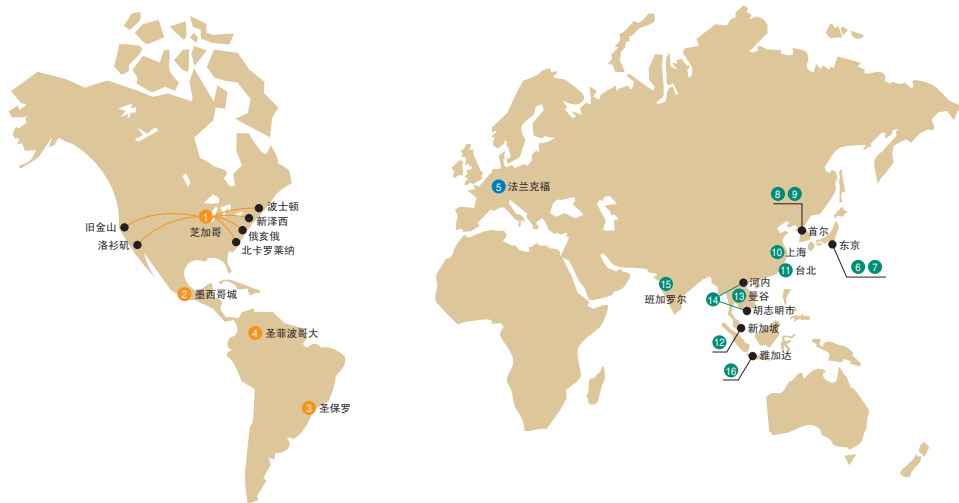 波士顿
1
新泽西
旧金山
芝加哥
俄亥俄
洛杉矶
北卡罗莱纳
2 墨西哥城
4 圣菲波哥大
3 圣保罗
5 法兰克福
8 9
首尔
东京
10 上海
6 7
11 台北
15
班加罗尔
河内
14
13 曼谷
胡志明市
新加坡
12
雅加达
16